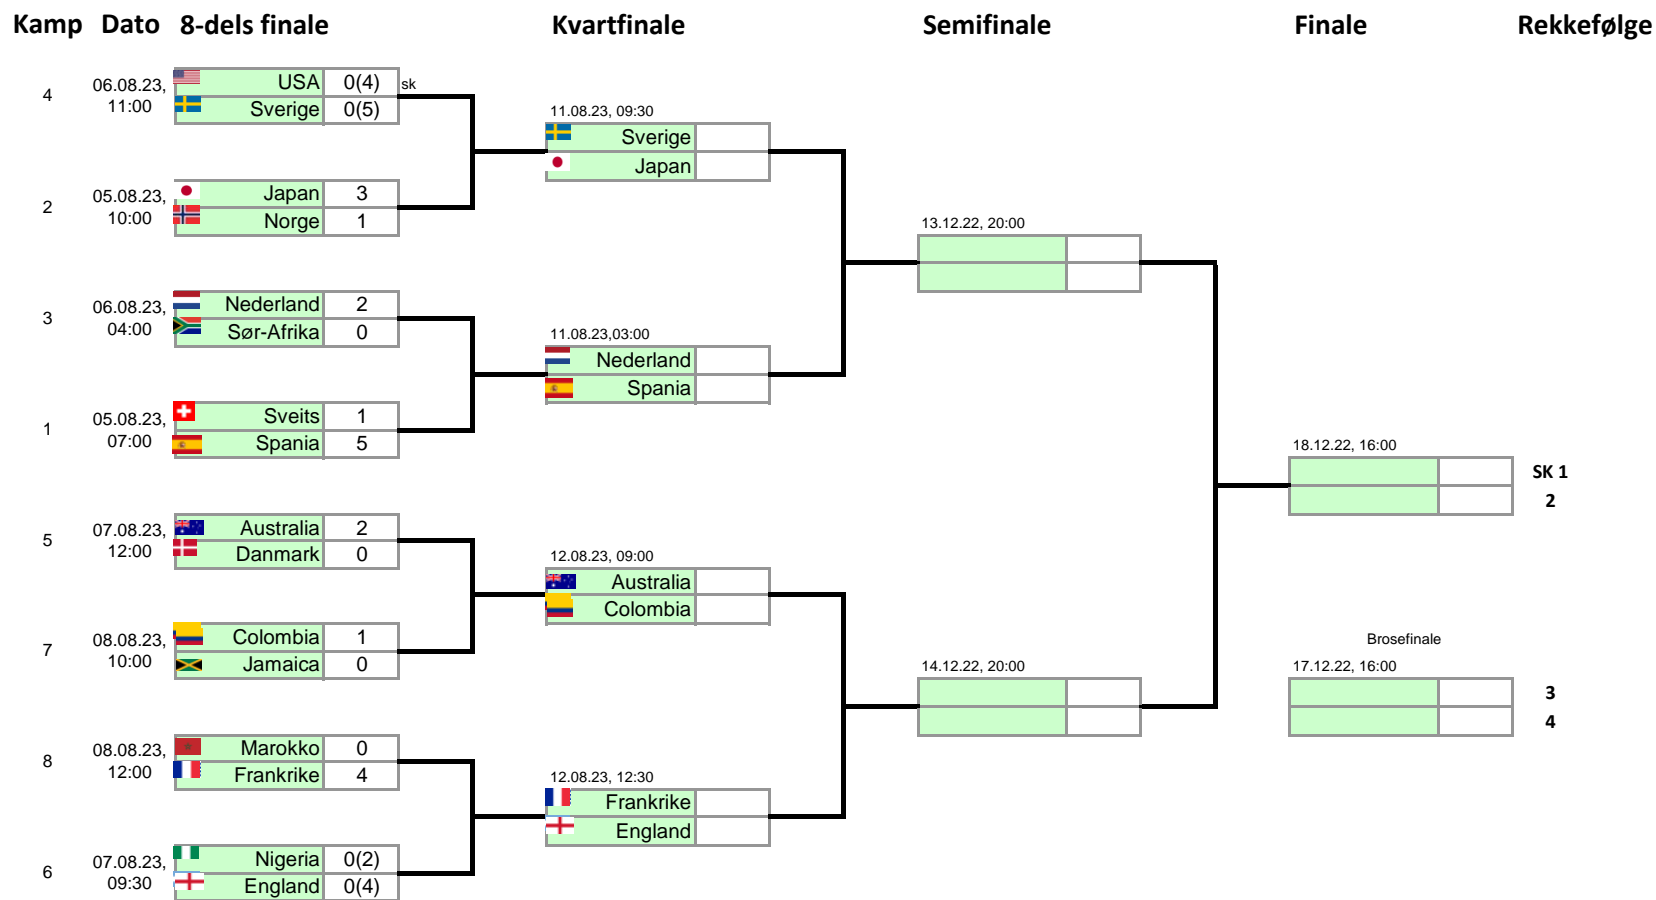 Kamp Dato 8-dels finale Kvartfinale Semifinale Finale Rekkefølge
4 06.08.23, 11:00
USA 0(4) sk
Sverige 0(5)
11.08.23, 09:30
Sverige
Japan
2 05.08.23, 10:00
Japan 3
Norge 1
13.12.22, 20:00
3 06.08.23, 04:00
Nederland 2
Sør-Afrika 0
11.08.23,03:00
Nederland
Spania
1 05.08.23, 07:00
Sveits 1
Spania 5
18.12.22, 16:00
SK 1
2
5 07.08.23, 12:00
Australia 2
Danmark 0
12.08.23, 09:00
Australia
Colombia
7 08.08.23, 10:00
Colombia 1
Jamaica 0
14.12.22, 20:00
Brosefinale
17.12.22, 16:00
3
4
8 08.08.23, 12:00
Marokko 0
Frankrike 4
12.08.23, 12:30
Frankrike
England
6 07.08.23, 09:30
Nigeria 0(2)
England 0(4)